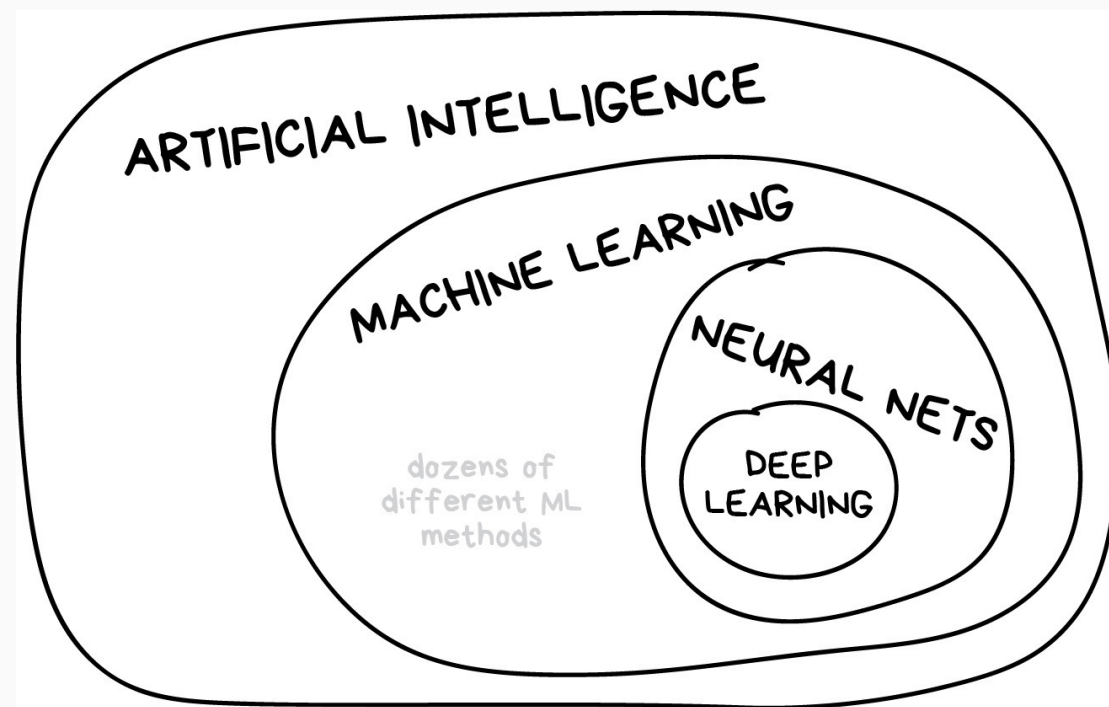 ARTIFICIAL INTELLIGENCE
MACHINE LEARNING
NEURAL NETS
DEEP
LEARNING
dozens of
different ML
methods